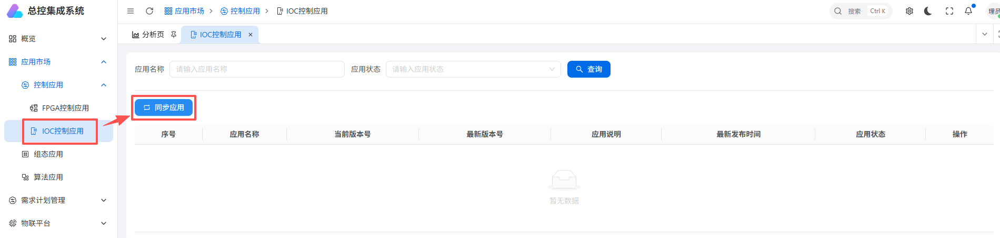 总控集成系统
应用市场 > 控制应用 > IOC控制应用
搜索 Ctrl K
理员
概览
应用市场
控制应用
FPGA控制应用
IOC控制应用
组态应用
算法应用
需求计划管理
物联平台
分析页 IOC控制应用 ×
应用名称 请输入应用名称 应用状态 请输入应用状态 查询
同步应用
序号 应用名称 当前版本号 最新版本号 应用说明 最新发布时间 应用状态 操作
暂无数据